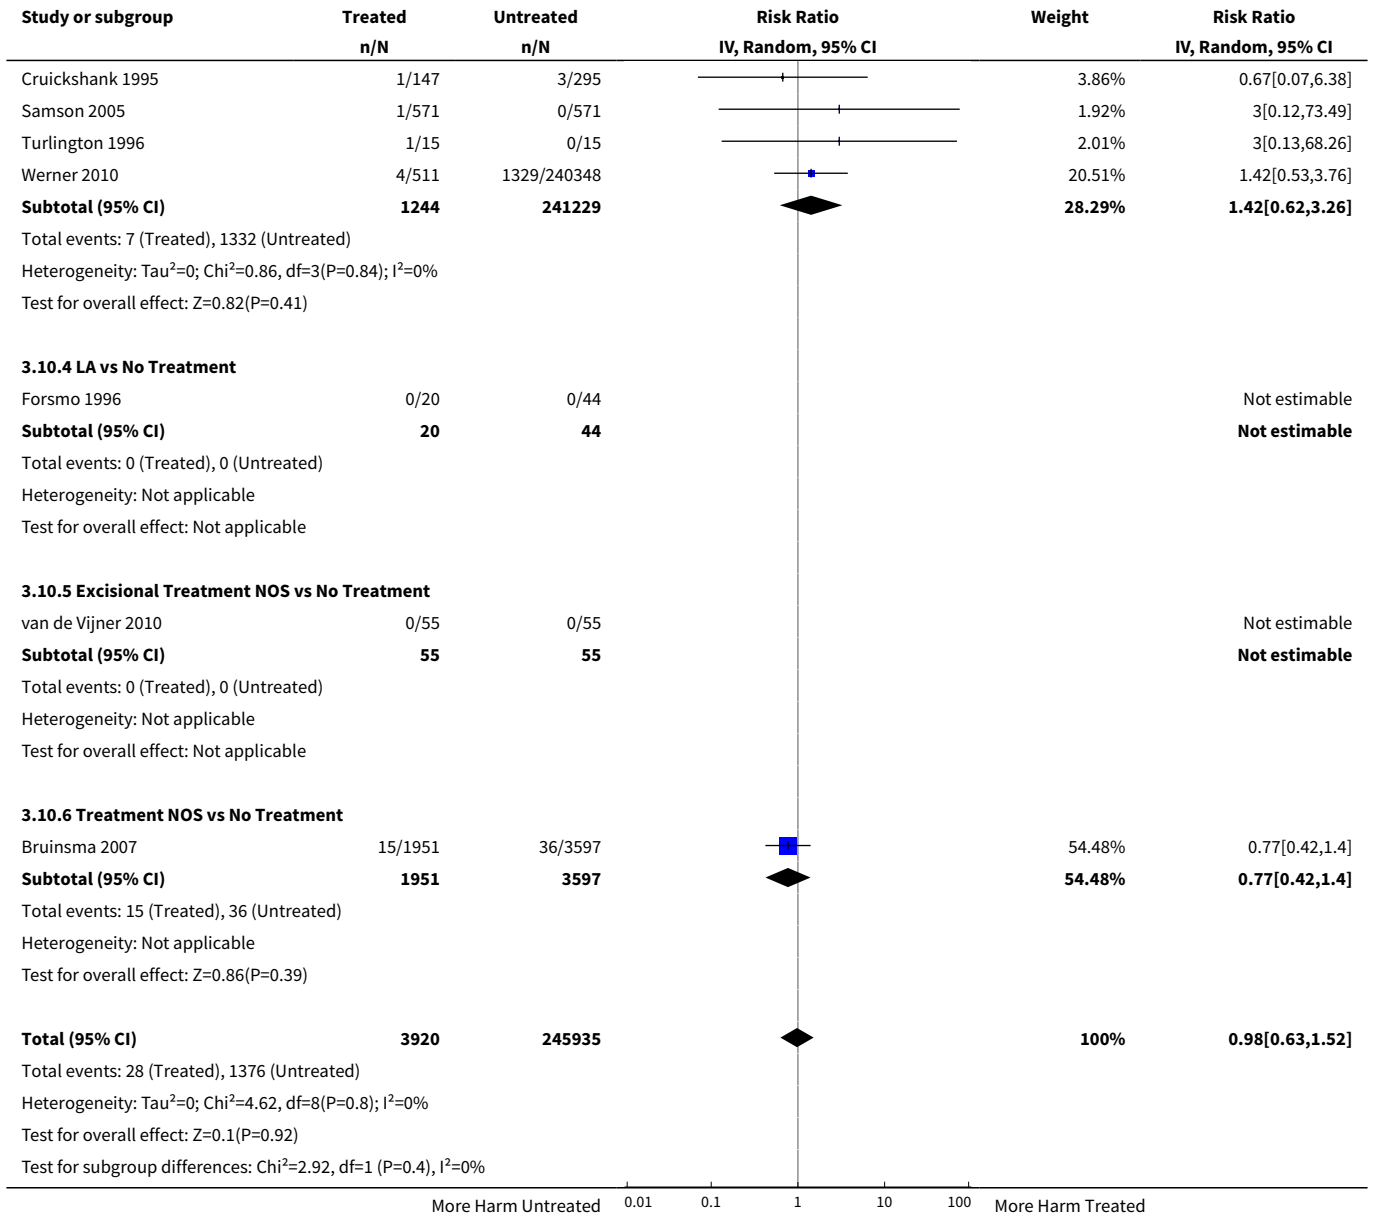 Study or subgroup Treated Untreated Risk Ratio Weight Risk Ratio
n/N n/N IV, Random, 95% CI IV, Random, 95% CI
Cruickshank 1995 1/147 3/295 3.86% 0.67[0.07,6.38]
Samson 2005 1/571 0/571 1.92% 3[0.12,73.49]
Turlington 1996 1/15 0/15 2.01% 3[0.13,68.26]
Werner 2010 4/511 1329/240348 20.51% 1.42[0.53,3.76]
Subtotal (95% CI) 1244 241229 28.29% 1.42[0.62,3.26]
Total events: 7 (Treated), 1332 (Untreated)
Heterogeneity: Tau²=0; Chi²=0.86, df=3(P=0.84); I²=0%
Test for overall effect: Z=0.82(P=0.41)
3.10.4 LA vs No Treatment
Forsmo 1996 0/20 0/44 Not estimable
Subtotal (95% CI) 20 44 Not estimable
Total events: 0 (Treated), 0 (Untreated)
Heterogeneity: Not applicable
Test for overall effect: Not applicable
3.10.5 Excisional Treatment NOS vs No Treatment
van de Vijner 2010 0/55 0/55 Not estimable
Subtotal (95% CI) 55 55 Not estimable
Total events: 0 (Treated), 0 (Untreated)
Heterogeneity: Not applicable
Test for overall effect: Not applicable
3.10.6 Treatment NOS vs No Treatment
Bruinsma 2007 15/1951 36/3597 54.48% 0.77[0.42,1.4]
Subtotal (95% CI) 1951 3597 54.48% 0.77[0.42,1.4]
Total events: 15 (Treated), 36 (Untreated)
Heterogeneity: Not applicable
Test for overall effect: Z=0.86(P=0.39)
Total (95% CI) 3920 245935 100% 0.98[0.63,1.52]
Total events: 28 (Treated), 1376 (Untreated)
Heterogeneity: Tau²=0; Chi²=4.62, df=8(P=0.8); I²=0%
Test for overall effect: Z=0.1(P=0.92)
Test for subgroup differences: Chi²=2.92, df=1 (P=0.4), I²=0%
More Harm Untreated 0.01 0.1 1 10 100 More Harm Treated